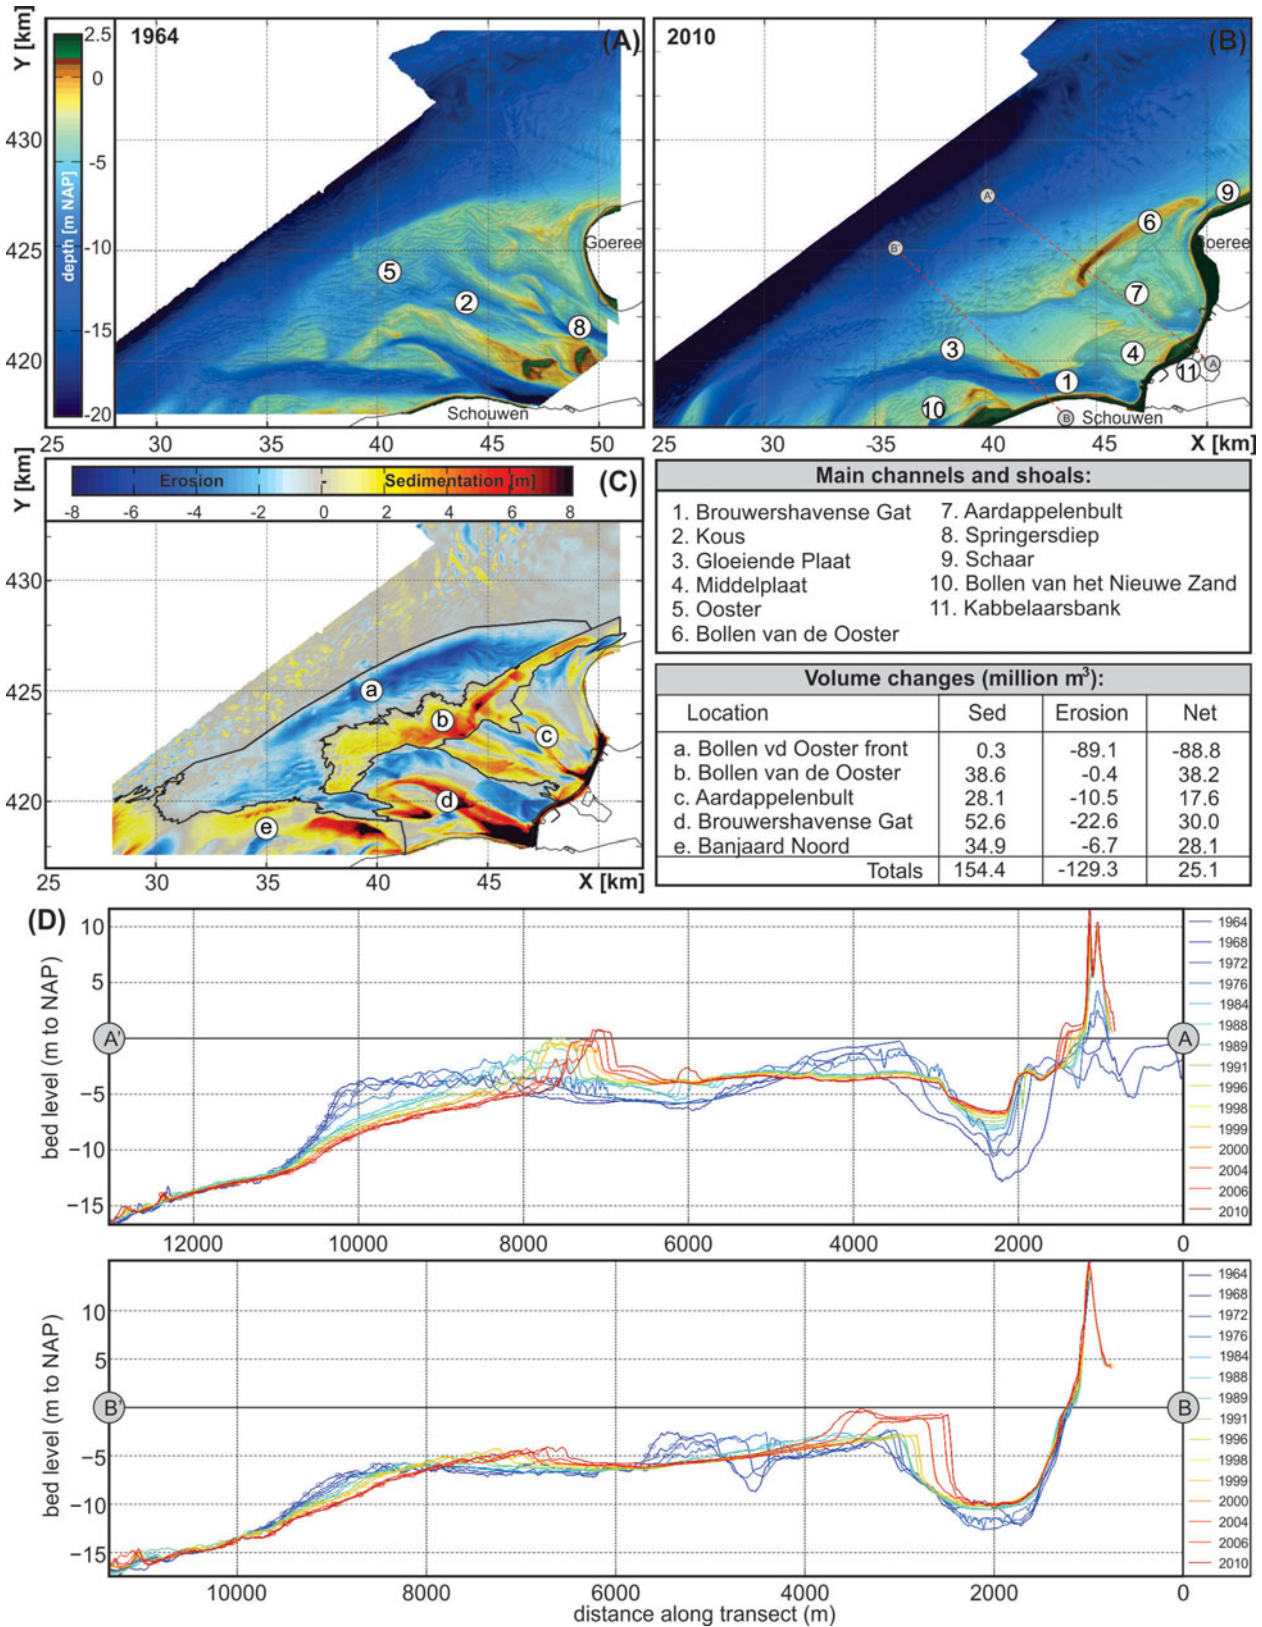 Y [km]
1964
(A)
2.5
0
-5
-10
-15
-20
depth [m NAP]
430
425
420
5
2
8
Goeree
Schouwen
30
35
40
45
50
2010
(B)
430
425
420
A'
B'
9
6
Goeree
7
3
4
11
A
1
10
B
Schouwen
30
-35
40
45
X [km]
Y [km]
Erosion
-
Sedimentation [m]
(C)
-8
-6
-4
-2
0
2
4
6
8
430
425
420
a
b
c
d
e
25
30
35
40
45
X [km]
Main channels and shoals:
1. Brouwershavense Gat
2. Kous
3. Gloeiende Plaat
4. Middelplaat
5. Ooster
6. Bollen van de Ooster
7. Aardappelenbult
8. Springersdiep
9. Schaar
10. Bollen van het Nieuwe Zand
11. Kabbelaarsbank
Volume changes (million m³):
Location Sed Erosion Net
a. Bollen vd Ooster front 0.3 -89.1 -88.8
b. Bollen van de Ooster 38.6 -0.4 38.2
c. Aardappelenbult 28.1 -10.5 17.6
d. Brouwershavense Gat 52.6 -22.6 30.0
e. Banjaard Noord 34.9 -6.7 28.1
Totals 154.4 -129.3 25.1
(D)
bed level (m to NAP)
10
5
A'
A
−5
−10
−15
12000
10000
8000
6000
4000
2000
0
1964
1968
1972
1976
1984
1988
1989
1991
1996
1998
1999
2000
2004
2006
2010
bed level (m to NAP)
10
5
B'
B
−5
−10
−15
10000
8000
6000
4000
2000
0
distance along transect (m)
1964
1968
1972
1976
1984
1988
1989
1991
1996
1998
1999
2000
2004
2006
2010